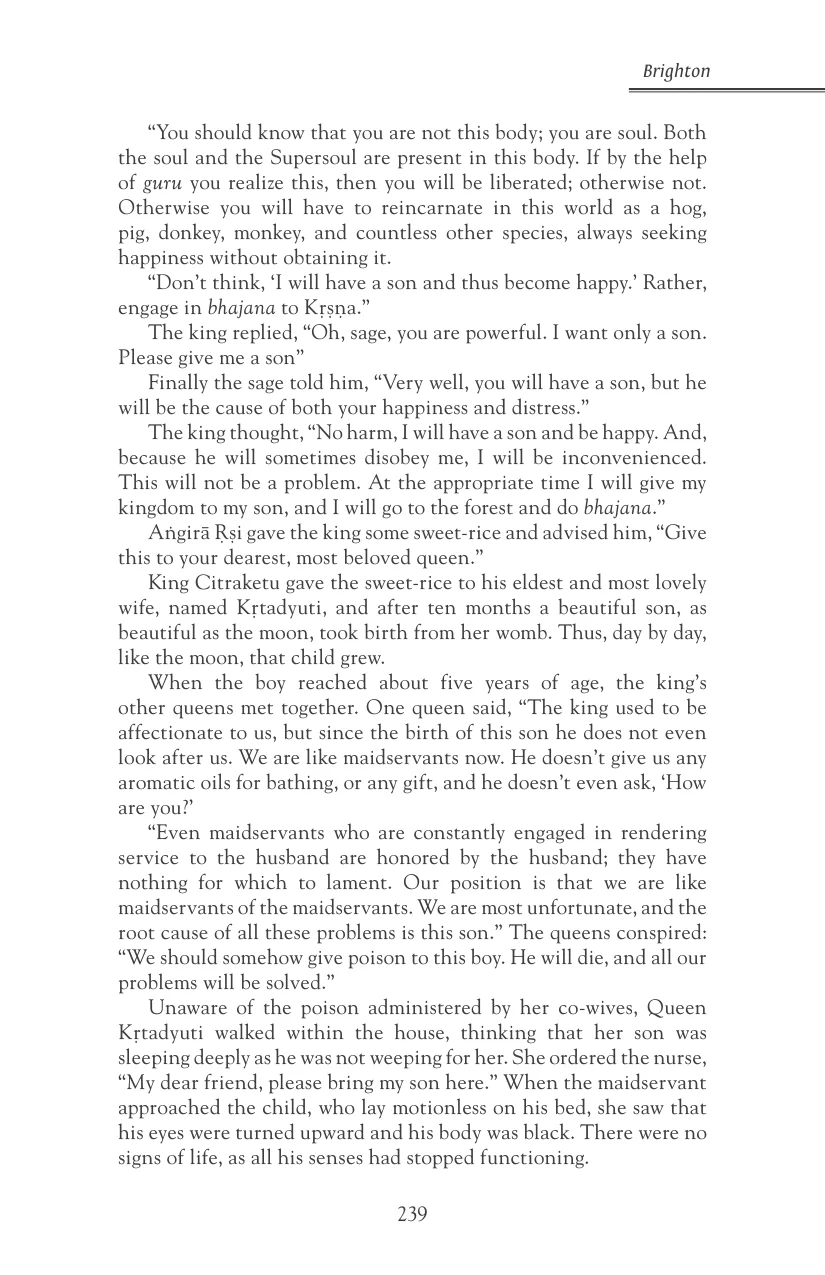 Brighton
“You should know that you are not this body; you are soul. Both
the soul and the Supersoul are present in this body. If by the help
of guru you realize this, then you will be liberated; otherwise not.
Otherwise you will have to reincarnate in this world as a hog,
pig, donkey, monkey, and countless other species, always seeking
happiness without obtaining it.
“Don’t think, ‘I will have a son and thus become happy.’ Rather,
engage in bhajana to Kṛṣṇa.”
The king replied, “Oh, sage, you are powerful. I want only a son.
Please give me a son”
Finally the sage told him, “Very well, you will have a son, but he
will be the cause of both your happiness and distress.”
The king thought, “No harm, I will have a son and be happy. And,
because he will sometimes disobey me, I will be inconvenienced.
This will not be a problem. At the appropriate time I will give my
kingdom to my son, and I will go to the forest and do bhajana.”
Aṅgirā Ṛṣi gave the king some sweet-rice and advised him, “Give
this to your dearest, most beloved queen.”
King Citraketu gave the sweet-rice to his eldest and most lovely
wife, named Kṛtadyuti, and after ten months a beautiful son, as
beautiful as the moon, took birth from her womb. Thus, day by day,
like the moon, that child grew.
When the boy reached about five years of age, the king’s
other queens met together. One queen said, “The king used to be
affectionate to us, but since the birth of this son he does not even
look after us. We are like maidservants now. He doesn’t give us any
aromatic oils for bathing, or any gift, and he doesn’t even ask, ‘How
are you?’
“Even maidservants who are constantly engaged in rendering
service to the husband are honored by the husband; they have
nothing for which to lament. Our position is that we are like
maidservants of the maidservants. We are most unfortunate, and the
root cause of all these problems is this son.” The queens conspired:
“We should somehow give poison to this boy. He will die, and all our
problems will be solved.”
Unaware of the poison administered by her co-wives, Queen
Kṛtadyuti walked within the house, thinking that her son was
sleeping deeply as he was not weeping for her. She ordered the nurse,
“My dear friend, please bring my son here.” When the maidservant
approached the child, who lay motionless on his bed, she saw that
his eyes were turned upward and his body was black. There were no
signs of life, as all his senses had stopped functioning.
239